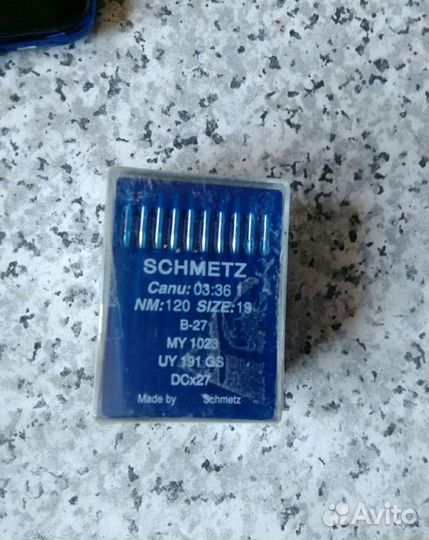 SCHMETZ
Canu: 03:36 1
NM:120 SIZE:19
B-27
MY 1023
UY 191 GS
DCx27
Made by Schmetz
Avito